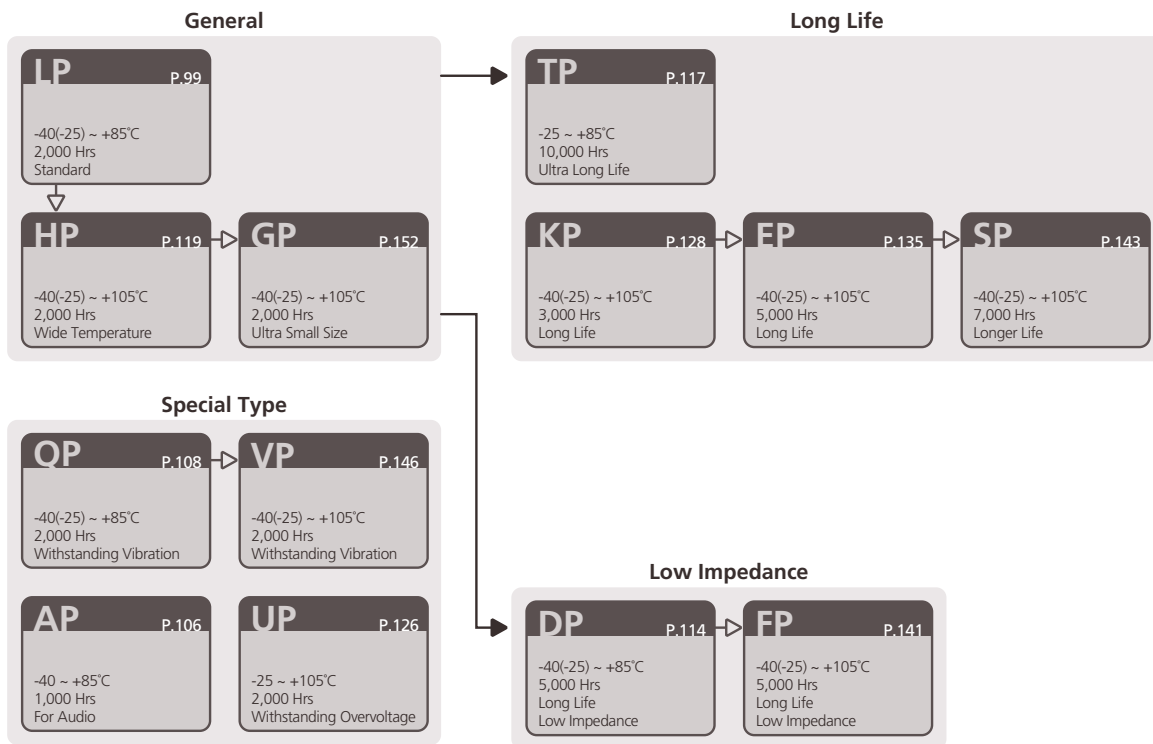 General
LP P.99
-40(-25) ~ +85℃
2,000 Hrs
Standard
HP P.119
-40(-25) ~ +105℃
2,000 Hrs
Wide Temperature
GP P.152
-40(-25) ~ +105℃
2,000 Hrs
Ultra Small Size
Long Life
TP P.117
-25 ~ +85℃
10,000 Hrs
Ultra Long Life
KP P.128
-40(-25) ~ +105℃
3,000 Hrs
Long Life
EP P.135
-40(-25) ~ +105℃
5,000 Hrs
Long Life
SP P.143
-40(-25) ~ +105℃
7,000 Hrs
Longer Life
Special Type
QP P.108
-40(-25) ~ +85℃
2,000 Hrs
Withstanding Vibration
VP P.146
-40(-25) ~ +105℃
2,000 Hrs
Withstanding Vibration
AP P.106
-40 ~ +85℃
1,000 Hrs
For Audio
UP P.126
-25 ~ +105℃
2,000 Hrs
Withstanding Overvoltage
Low Impedance
DP P.114
-40(-25) ~ +85℃
5,000 Hrs
Long Life
Low Impedance
FP P.141
-40(-25) ~ +105℃
5,000 Hrs
Long Life
Low Impedance